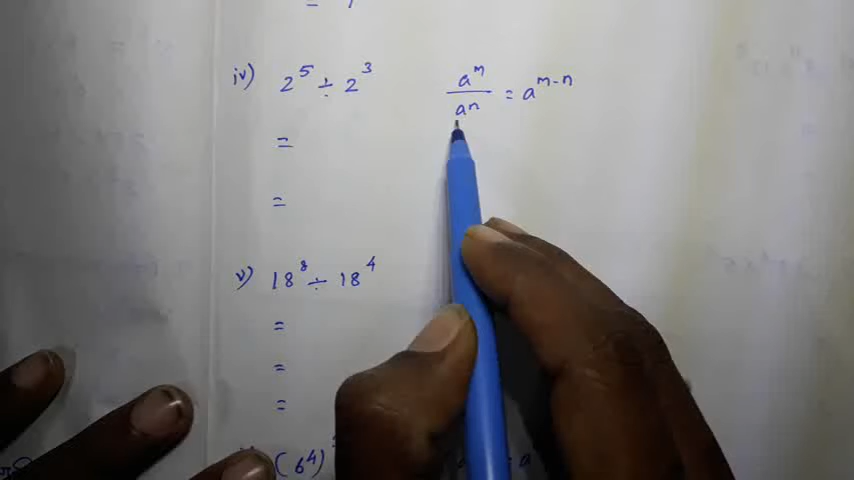 =
iv) 2⁵ ÷ 2³
aᵐ/aⁿ = aᵐ⁻ⁿ
=
=
v) 18⁸ ÷ 18⁴
=
=
=
(6⁴)